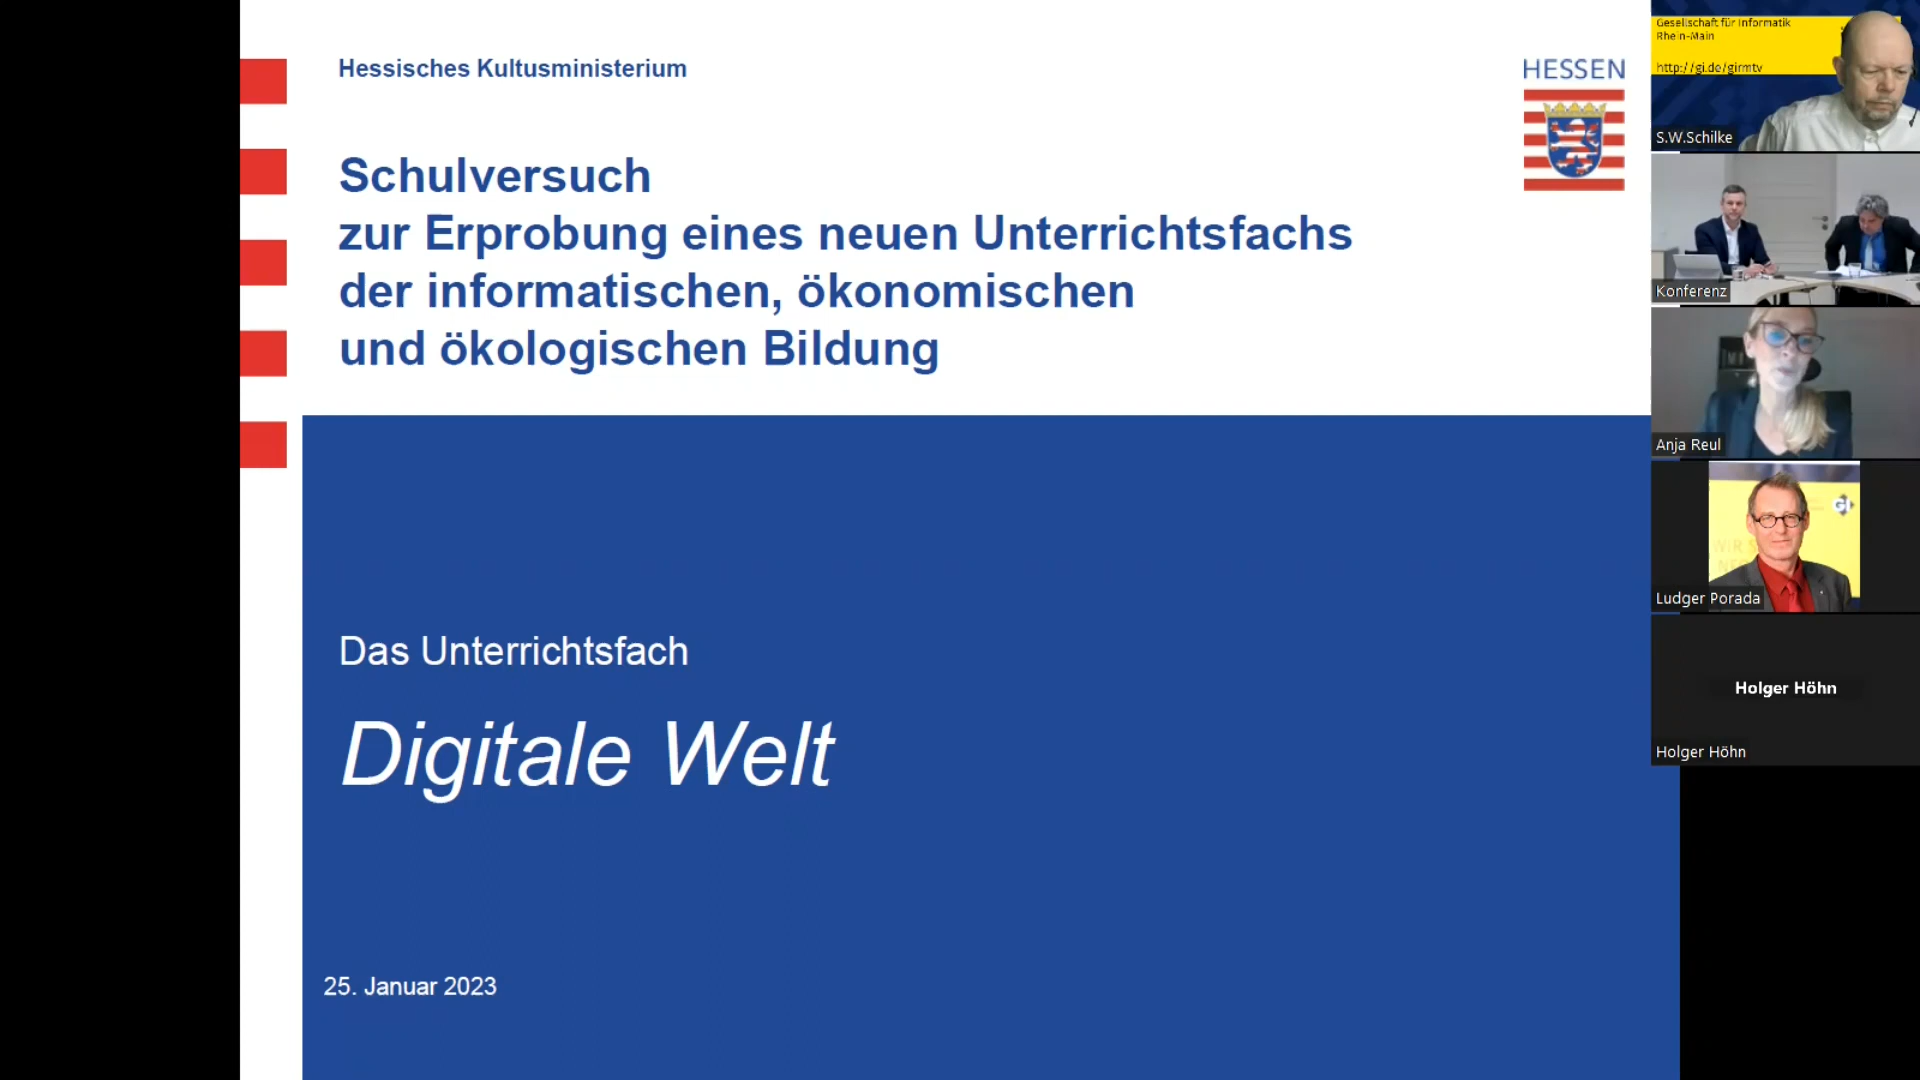 Hessisches Kultusministerium
HESSEN
Schulversuch
zur Erprobung eines neuen Unterrichtsfachs
der informatischen, ökonomischen
und ökologischen Bildung
Das Unterrichtsfach
Digitale Welt
25. Januar 2023
Gesellschaft für Informatik
Rhein-Main
http://gi.de/girmtv
S.W.Schilke
Konferenz
Anja Reul
GI
Ludger Porada
Holger Höhn
Holger Höhn